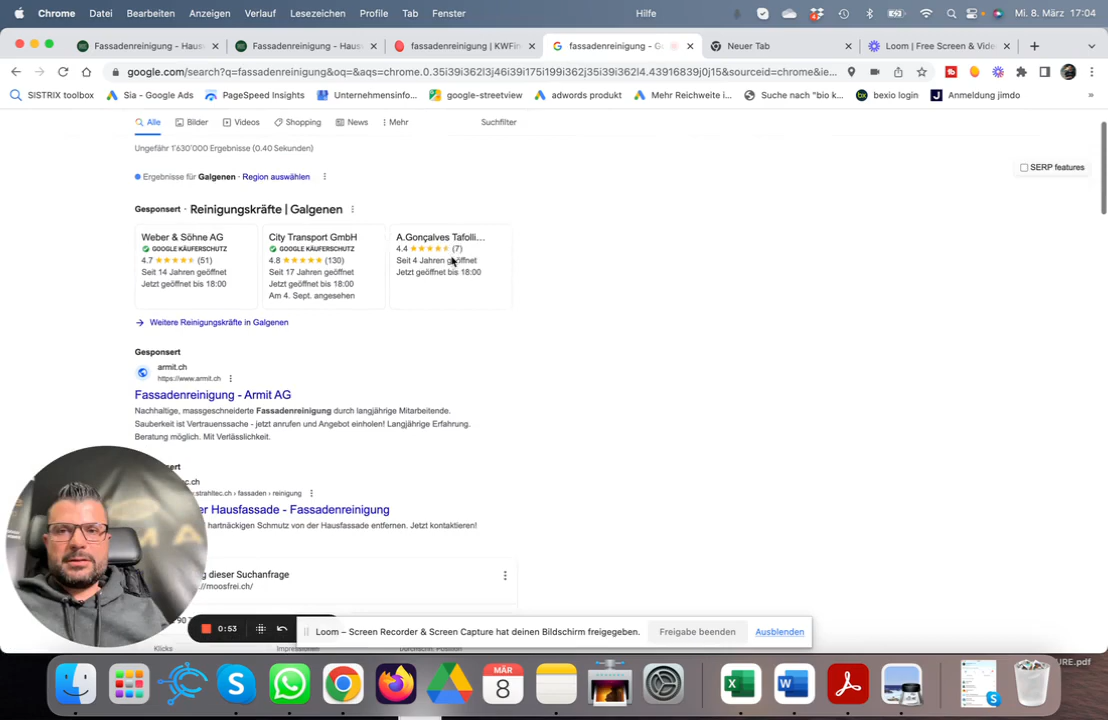 Chrome Datei Bearbeiten Anzeigen Verlauf Lesezeichen Profile Tab Fenster Hilfe Mi. 8. März 17:04
Fassadenreinigung - Haus
Fassadenreinigung - Haus
fassadenreinigung | KWFin
fassadenreinigung - G
Neuer Tab
Loom | Free Screen & Vide
google.com/search?q=fassadenreinigung&oq=&aqs=chrome.0.35i39i362l3j46i39i175i199i362j35i39i362l4.43916839j0j15&sourceid=chrome&ie...
SISTRIX toolbox
Sia - Google Ads
PageSpeed Insights
Unternehmensinfo...
google-streetview
adwords produkt
Mehr Reichweite i...
Suche nach "bio k...
bexio login
Anmeldung jimdo
»
Alle Bilder Videos Shopping News Mehr Suchfilter
Ungefähr 1'630'000 Ergebnisse (0.40 Sekunden)
SERP features
Ergebnisse für Galgenen · Region auswählen
Gesponsert · Reinigungskräfte | Galgenen
Weber & Söhne AG
GOOGLE KÄUFERSCHUTZ
4.7 (51)
Seit 14 Jahren geöffnet
Jetzt geöffnet bis 18:00
City Transport GmbH
GOOGLE KÄUFERSCHUTZ
4.8 (130)
Seit 17 Jahren geöffnet
Jetzt geöffnet bis 18:00
Am 4. Sept. angesehen
A.Gonçalves Tafolli...
4.4 (7)
Seit 4 Jahren geöffnet
Jetzt geöffnet bis 18:00
Weitere Reinigungskräfte in Galgenen
Gesponsert
armit.ch
https://www.armit.ch
Fassadenreinigung - Armit AG
Nachhaltige, massgeschneiderte Fassadenreinigung durch langjährige Mitarbeitende.
Sauberkeit ist Vertrauenssache - jetzt anrufen und Angebot einholen! Langjährige Erfahrung.
Beratung möglich. Mit Verlässlichkeit.
strahltec.ch › fassaden › reinigung
er Hausfassade - Fassadenreinigung
hartnäckigen Schmutz von der Hausfassade entfernen. Jetzt kontaktieren!
g dieser Suchanfrage
//moosfrei.ch/
0:53
Loom – Screen Recorder & Screen Capture hat deinen Bildschirm freigegeben.
Freigabe beenden
Ausblenden
Klicks
MÄR
8
URE.pdf